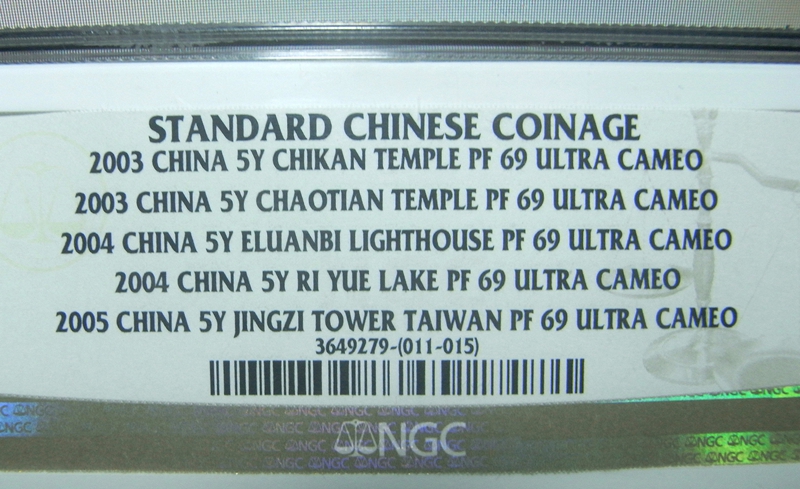 STANDARD CHINESE COINAGE
2003 CHINA 5Y CHIKAN TEMPLE PF 69 ULTRA CAMEO
2003 CHINA 5Y CHAOTIAN TEMPLE PF 69 ULTRA CAMEO
2004 CHINA 5Y ELUANBI LIGHTHOUSE PF 69 ULTRA CAMEO
2004 CHINA 5Y RI YUE LAKE PF 69 ULTRA CAMEO
2005 CHINA 5Y JINGZI TOWER TAIWAN PF 69 ULTRA CAMEO
3649279-(011-015)
NGC